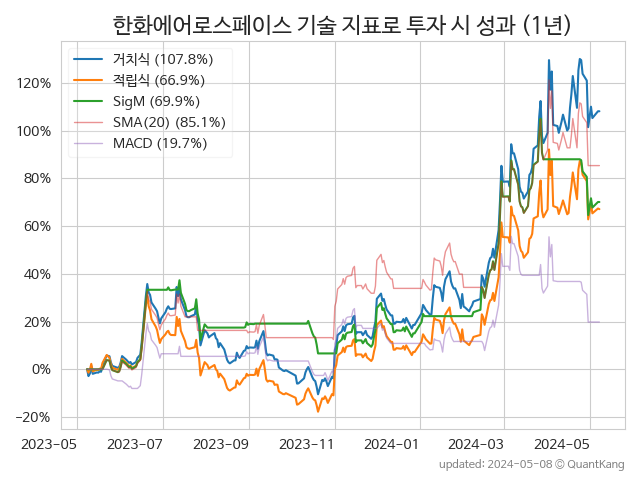 한화에어로스페이스 기술 지표로 투자 시 성과 (1년)
거치식 (107.8%)
적립식 (66.9%)
SigM (69.9%)
SMA(20) (85.1%)
MACD (19.7%)
120%
100%
80%
60%
40%
20%
0%
−20%
2023-05 2023-07 2023-09 2023-11 2024-01 2024-03 2024-05
updated: 2024-05-08 © QuantKang